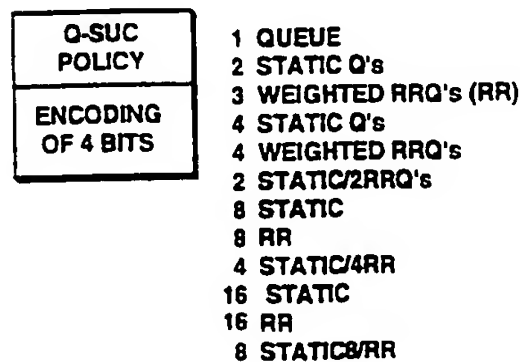 Q-SUC
POLICY
ENCODING
OF 4 BITS
1 QUEUE
2 STATIC Q's
3 WEIGHTED RRQ's (RR)
4 STATIC Q's
4 WEIGHTED RRQ's
2 STATIC/2RRQ's
8 STATIC
8 RR
4 STATIC/4RR
16 STATIC
16 RR
8 STATIC8/RR